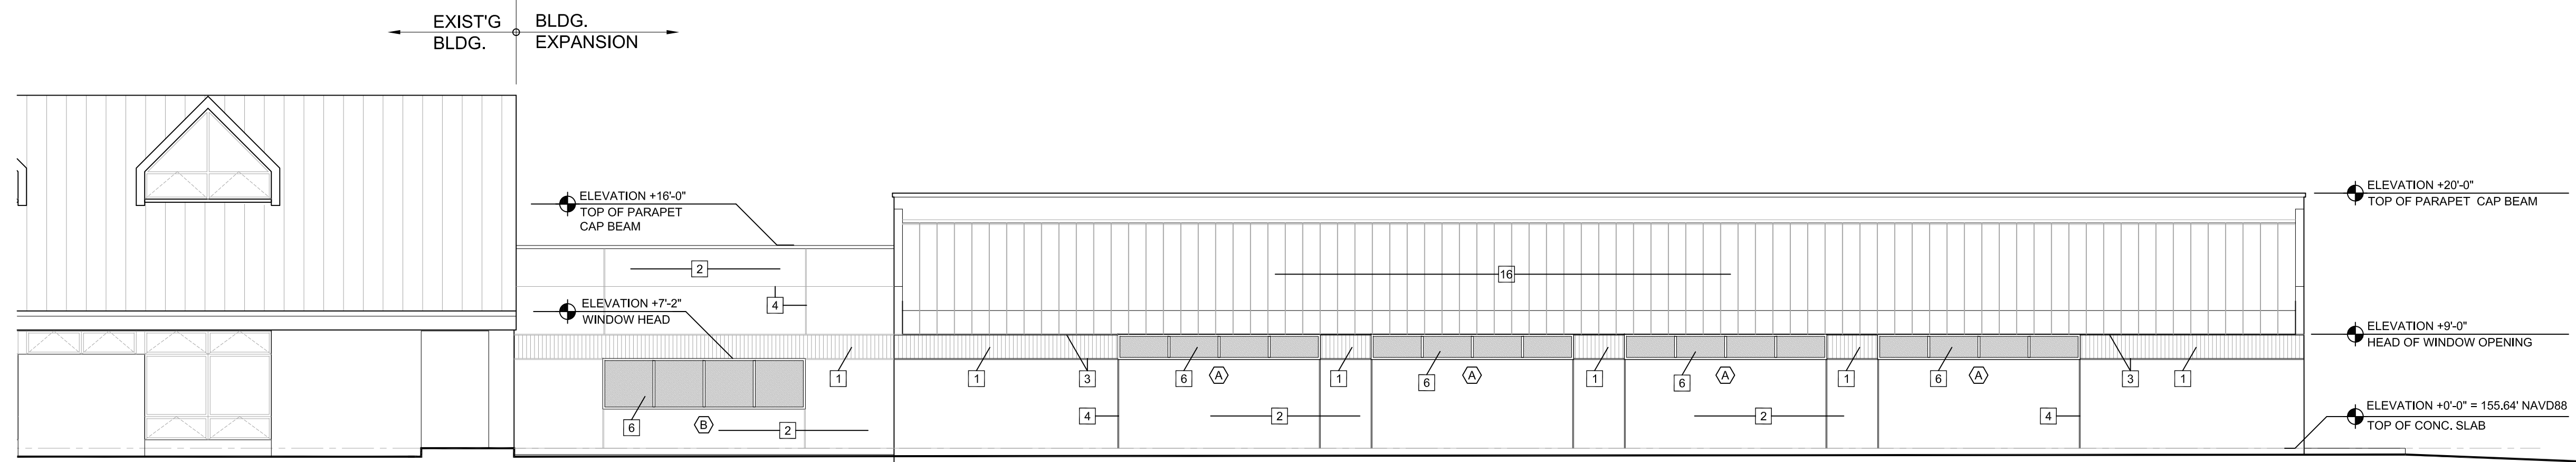 EXIST'G
BLDG.
BLDG.
EXPANSION
ELEVATION +16'-0"
TOP OF PARAPET
CAP BEAM
ELEVATION +20'-0"
TOP OF PARAPET CAP BEAM
2
16
4
ELEVATION +7'-2"
WINDOW HEAD
ELEVATION +9'-0"
HEAD OF WINDOW OPENING
1
1
3
6
A
1
6
A
1
6
A
1
6
A
3
1
4
2
2
4
ELEVATION +0'-0" = 155.64' NAVD88
TOP OF CONC. SLAB
6
B
2